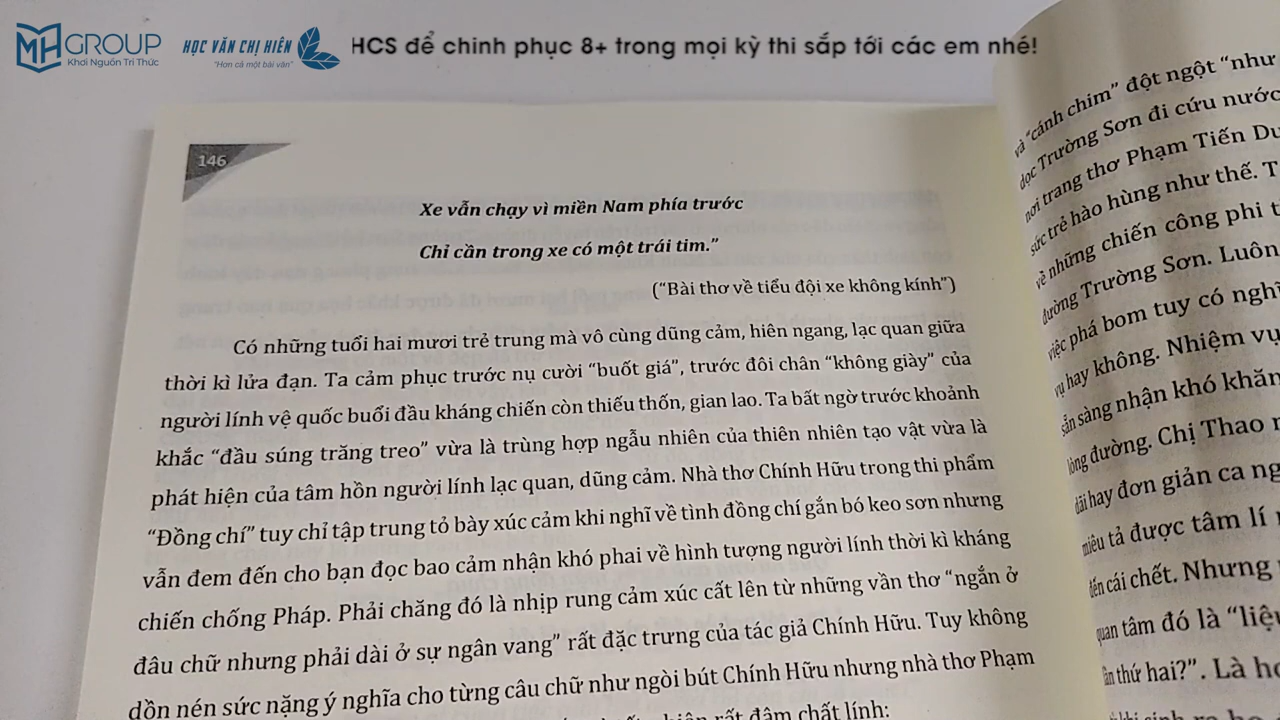 MH GROUP
Khơi Nguồn Tri Thức
HỌC VĂN CHỊ HIÊN
"Hơn cả một bài văn"
HCS để chinh phục 8+ trong mọi kỳ thi sắp tới các em nhé!
146
Xe vẫn chạy vì miền Nam phía trước
Chỉ cần trong xe có một trái tim.”
(“Bài thơ về tiểu đội xe không kính”)
Có những tuổi hai mươi trẻ trung mà vô cùng dũng cảm, hiên ngang, lạc quan giữa
thời kì lửa đạn. Ta cảm phục trước nụ cười “buốt giá”, trước đôi chân “không giày” của
người lính vệ quốc buổi đầu kháng chiến còn thiếu thốn, gian lao. Ta bất ngờ trước khoảnh
khắc “đầu súng trăng treo” vừa là trùng hợp ngẫu nhiên của thiên nhiên tạo vật vừa là
phát hiện của tâm hồn người lính lạc quan, dũng cảm. Nhà thơ Chính Hữu trong thi phẩm
“Đồng chí” tuy chỉ tập trung tỏ bày xúc cảm khi nghĩ về tình đồng chí gắn bó keo sơn nhưng
vẫn đem đến cho bạn đọc bao cảm nhận khó phai về hình tượng người lính thời kì kháng
chiến chống Pháp. Phải chăng đó là nhịp rung cảm xúc cất lên từ những vần thơ “ngắn ở
đâu chữ nhưng phải dài ở sự ngân vang” rất đặc trưng của tác giả Chính Hữu. Tuy không
dồn nén sức nặng ý nghĩa cho từng câu chữ như ngòi bút Chính Hữu nhưng nhà thơ Phạm
rất đậm chất lính:
và “cánh chim” đột ngột “như
dọc Trường Sơn đi cứu nước
nơi trang thơ Phạm Tiến Du
sức trẻ hào hùng như thế. T
về những chiến công phi t
đường Trường Sơn. Luôn
việc phá bom tuy có nghĩ
vụ hay không. Nhiệm vụ
sẵn sàng nhận khó khăn
lòng đường. Chị Thao
dãi hay đơn giản ca ng
miêu tả được tâm lí
đến cái chết. Nhưng
quan tâm đó là “liệu
lần thứ hai?”. Là họ